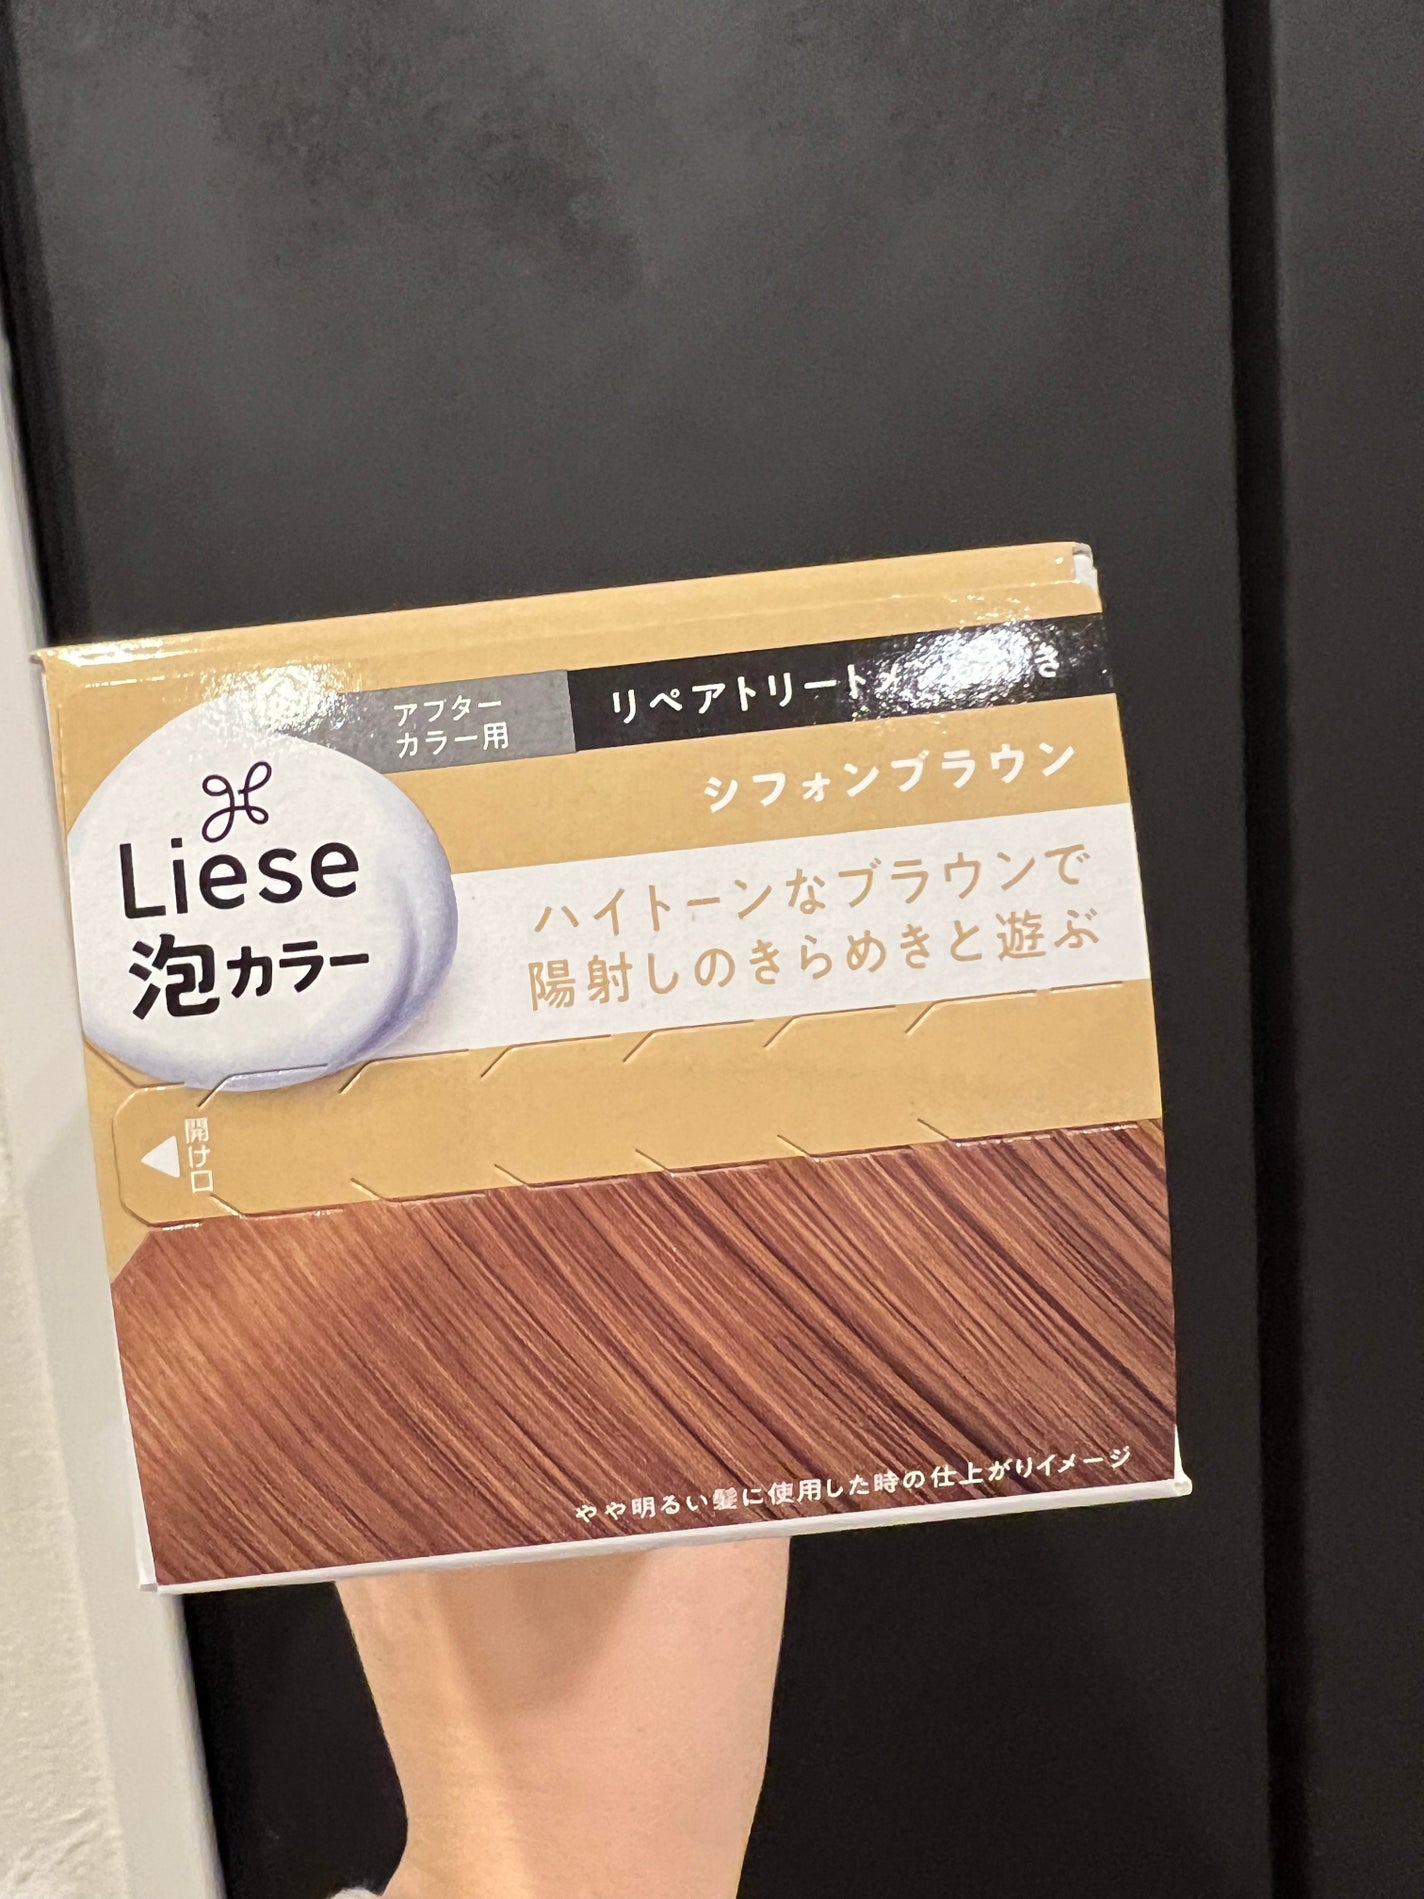 アフター
カラー用
リペアトリートメ き
シフォンブラウン
Liese
泡カラー
ハイトーンなブラウンで
陽射しのきらめきと遊ぶ
開け口
やや明るい髪に使用した時の仕上がりイメージ